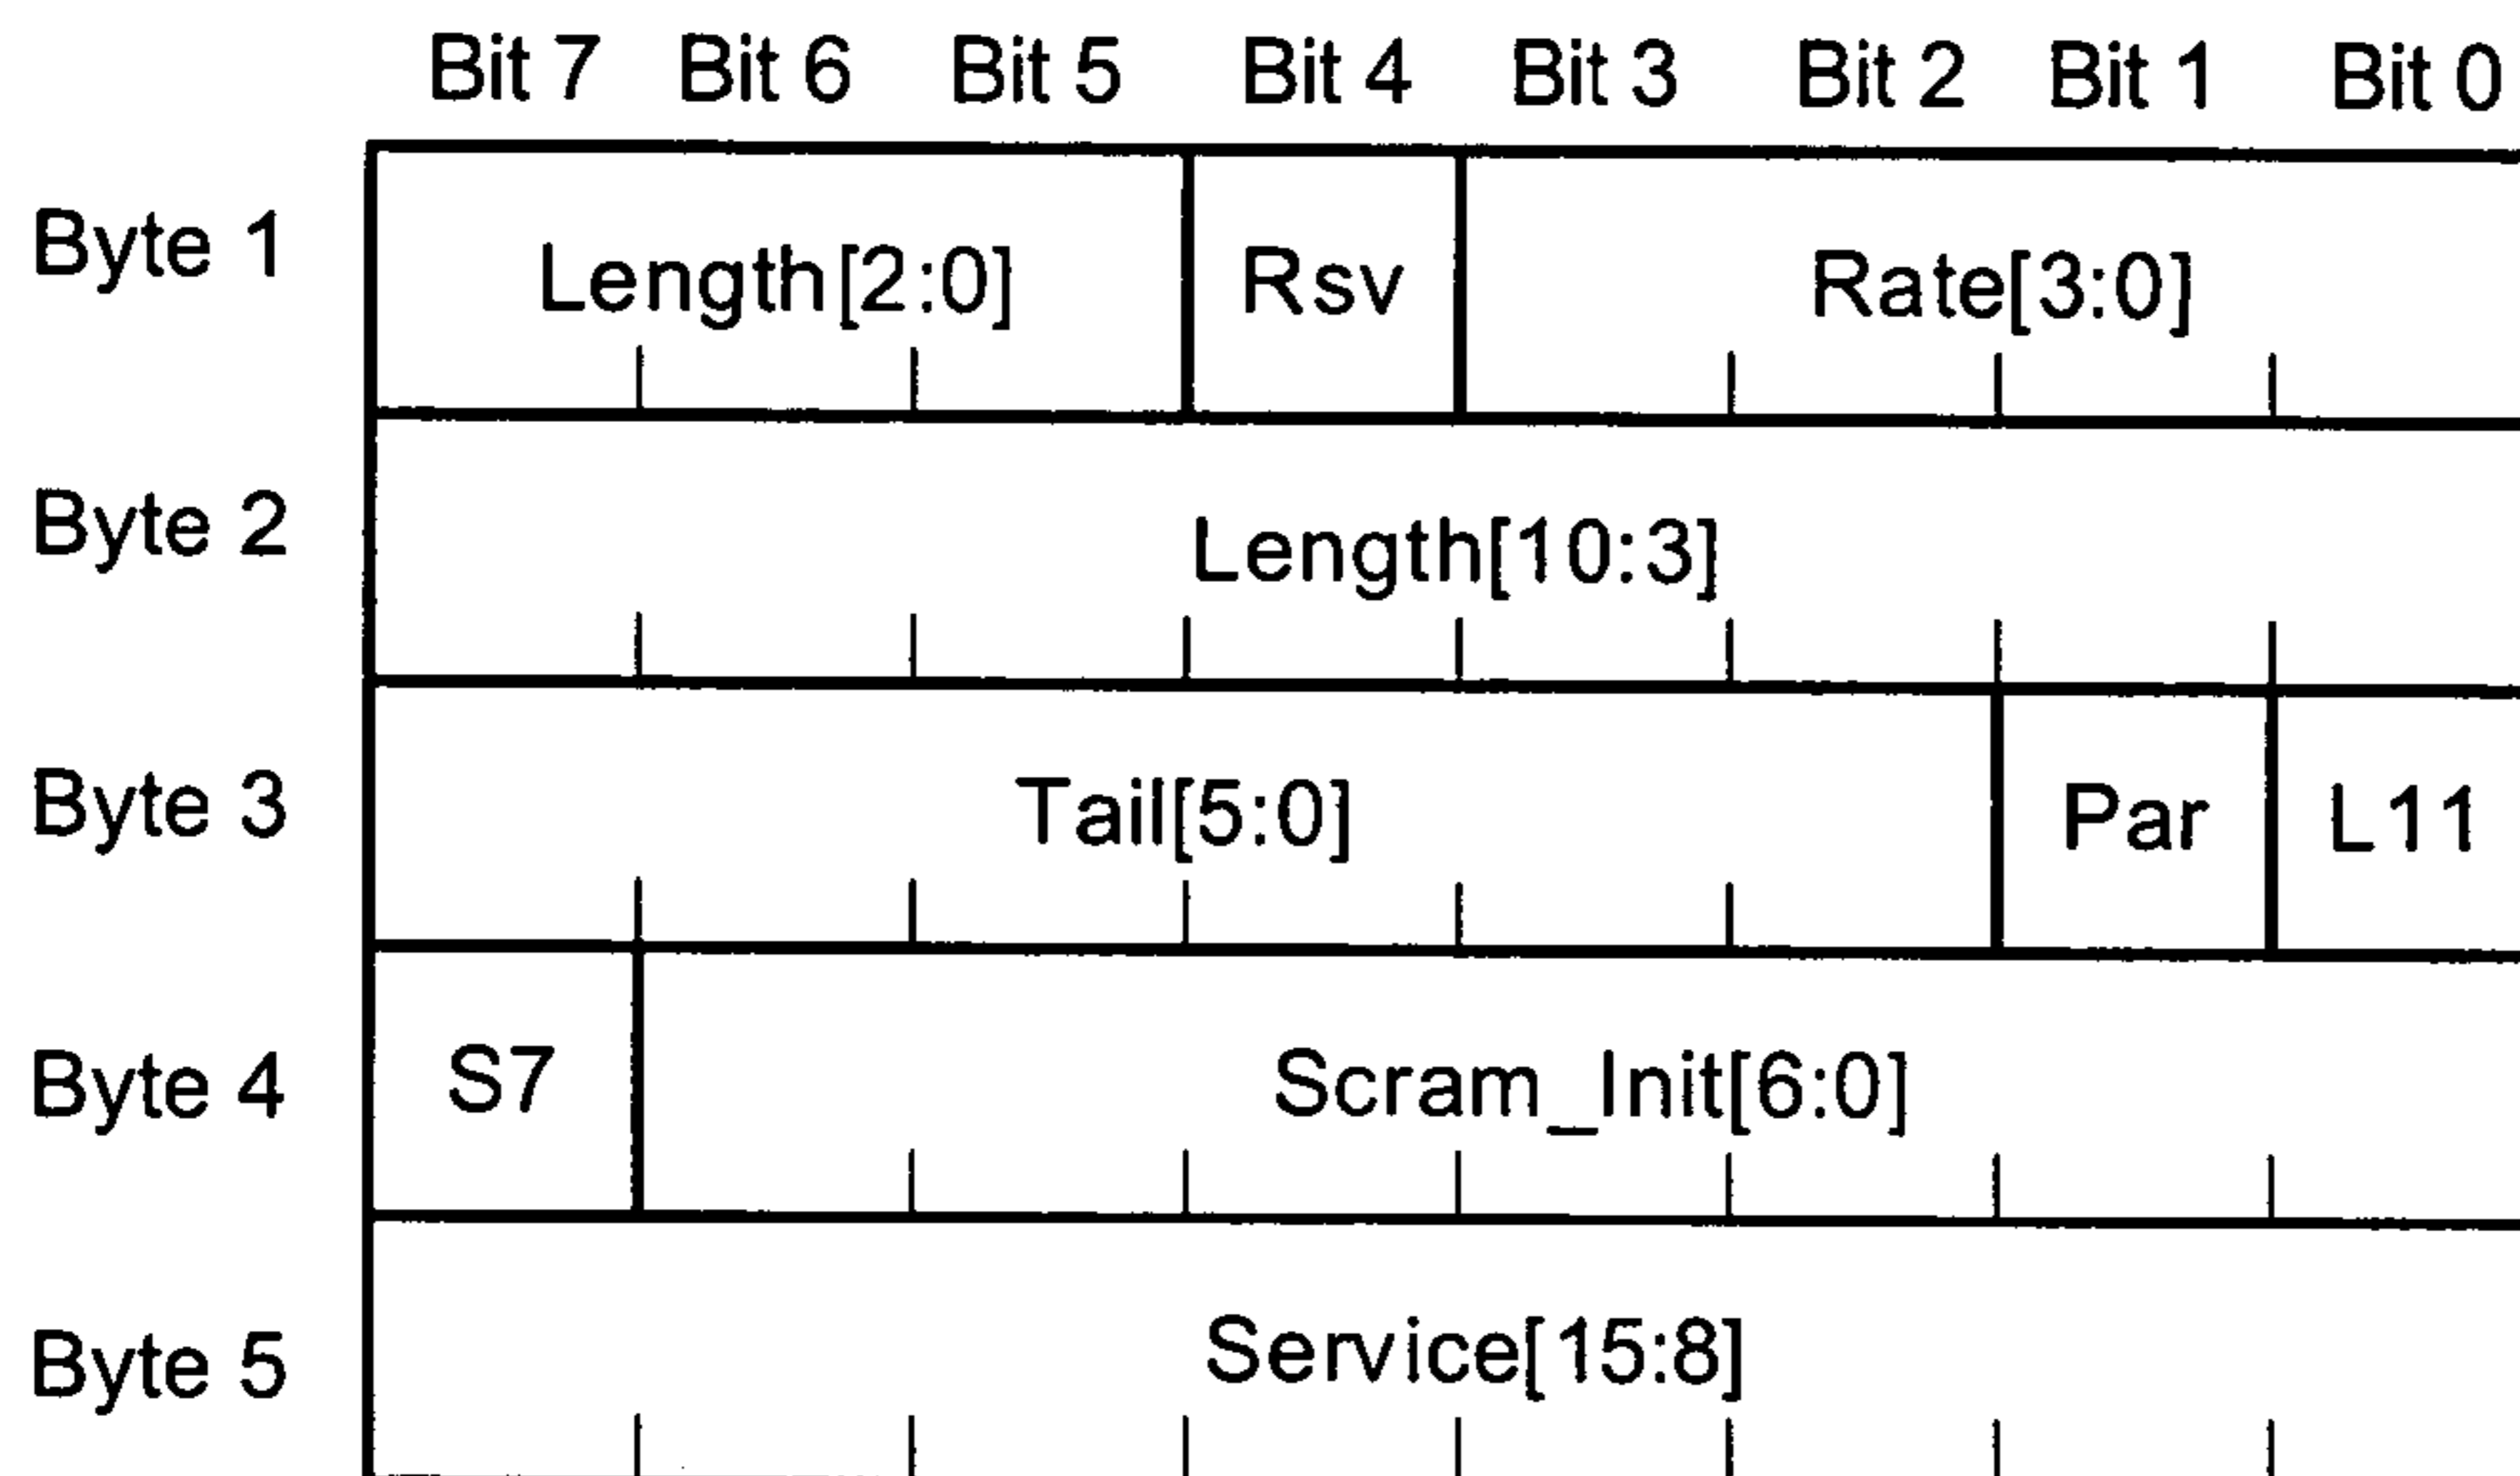 Bit 7 Bit 6 Bit 5 Bit 4 Bit 3 Bit 2 Bit 1 Bit 0
Byte 1 Length[2:0] Rsv Rate[3:0]
Byte 2 Length[10:3]
Byte 3 Tail[5:0] Par L11
Byte 4 S7 Scram_Init[6:0]
Byte 5 Service[15:8]